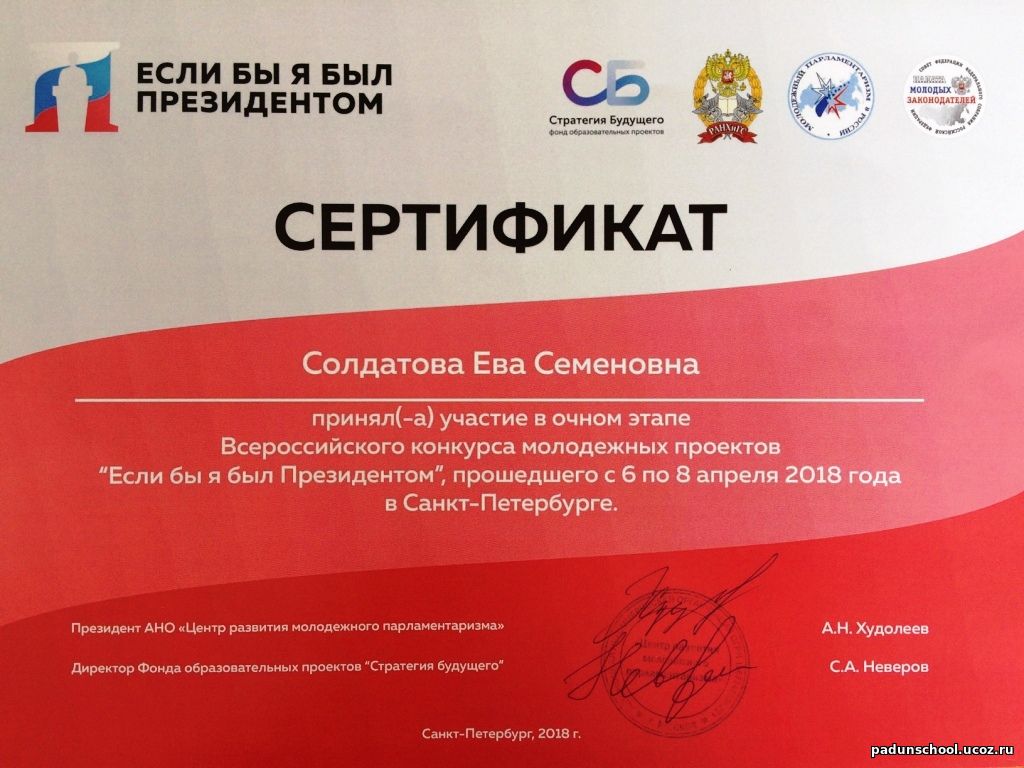 ЕСЛИ БЫ Я БЫЛ
ПРЕЗИДЕНТОМ
СБ
Стратегия Будущего
фонд образовательных проектов
РАНХиГС
МОЛОДЕЖНЫЙ ПАРЛАМЕНТАРИЗМ В РОССИИ
ПАЛАТА
МОЛОДЫХ
ЗАКОНОДАТЕЛЕЙ
СЕРТИФИКАТ
Солдатова Ева Семеновна
принял(-а) участие в очном этапе
Всероссийского конкурса молодежных проектов
“Если бы я был Президентом”, прошедшего с 6 по 8 апреля 2018 года
в Санкт-Петербурге.
Президент АНО «Центр развития молодежного парламентаризма»
А.Н. Худолеев
Директор Фонда образовательных проектов “Стратегия будущего”
С.А. Неверов
Санкт-Петербург, 2018 г.
padunschool.ucoz.ru